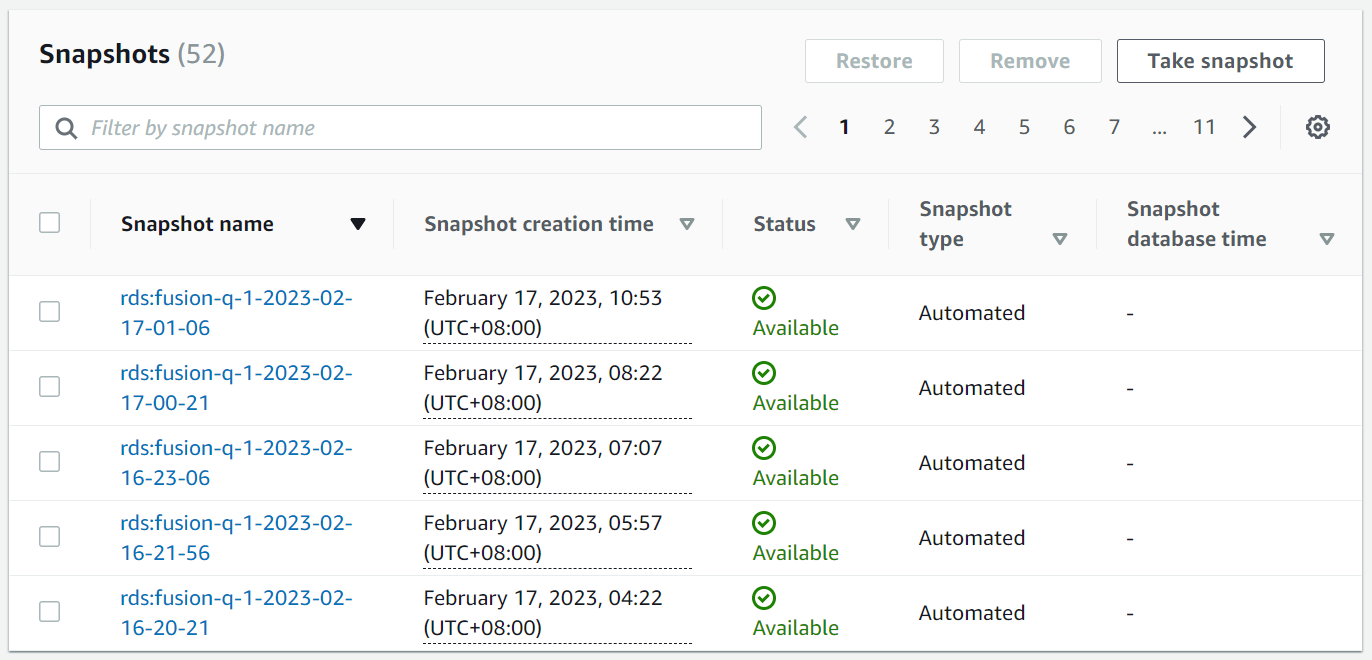 Snapshots (52)
Restore
Remove
Take snapshot
Filter by snapshot name
1 2 3 4 5 6 7 ... 11
Snapshot name
Snapshot creation time
Status
Snapshot
type
Snapshot
database time
rds:fusion-q-1-2023-02-
17-01-06
February 17, 2023, 10:53
(UTC+08:00)
Available
Automated
-
rds:fusion-q-1-2023-02-
17-00-21
February 17, 2023, 08:22
(UTC+08:00)
Available
Automated
-
rds:fusion-q-1-2023-02-
16-23-06
February 17, 2023, 07:07
(UTC+08:00)
Available
Automated
-
rds:fusion-q-1-2023-02-
16-21-56
February 17, 2023, 05:57
(UTC+08:00)
Available
Automated
-
rds:fusion-q-1-2023-02-
16-20-21
February 17, 2023, 04:22
(UTC+08:00)
Available
Automated
-